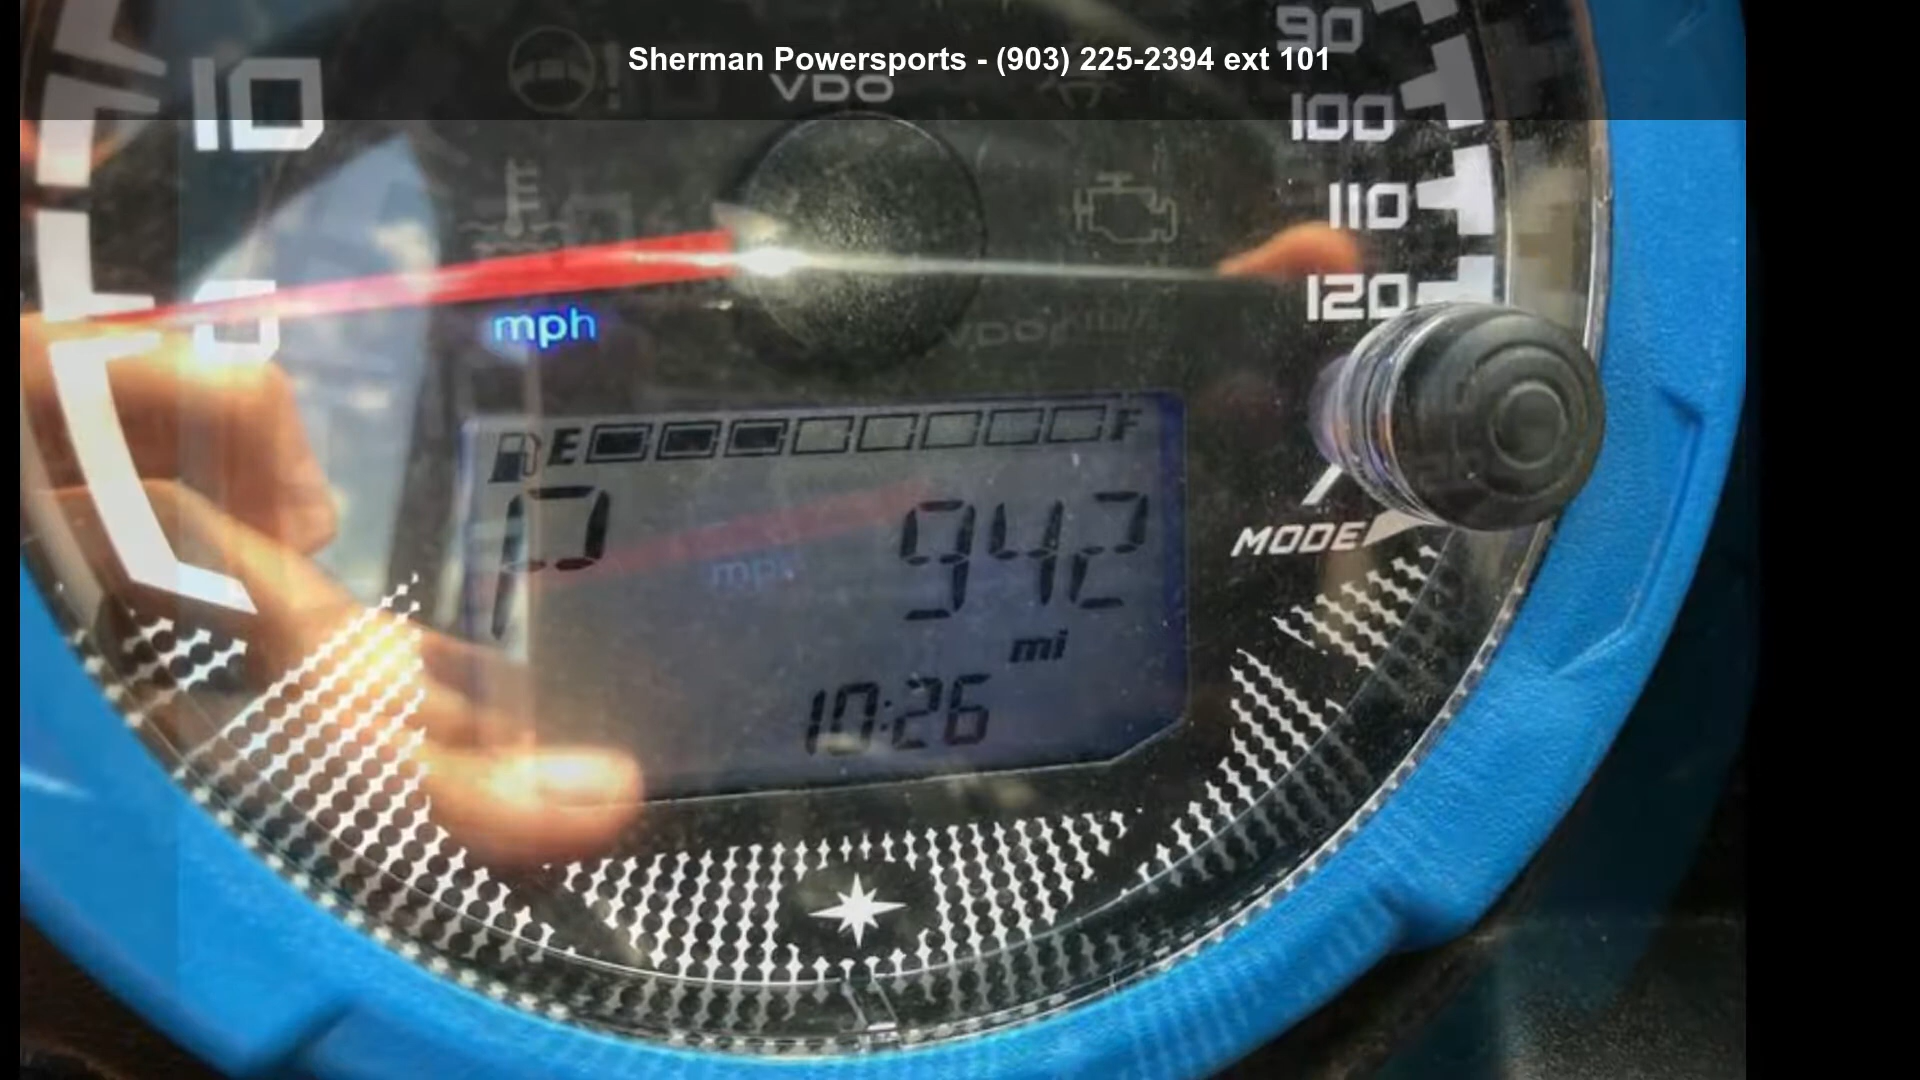 Sherman Powersports - (903) 225-2394 ext 101
90
VDO
10
100
110
120
0
mph
E F
P 942
MODE
mi
10:26